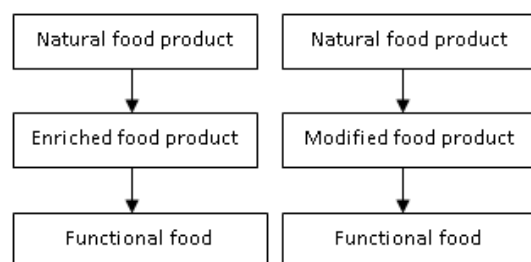 Natural food product
Natural food product
Enriched food product
Modified food product
Functional food
Functional food